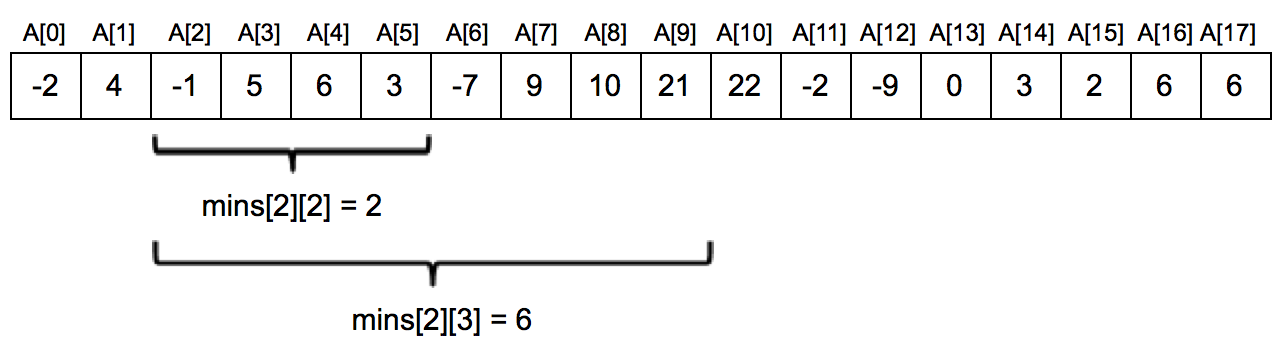 A[0] A[1] A[2] A[3] A[4] A[5] A[6] A[7] A[8] A[9] A[10] A[11] A[12] A[13] A[14] A[15] A[16] A[17]
-2 4 -1 5 6 3 -7 9 10 21 22 -2 -9 0 3 2 6 6
mins[2][2] = 2
mins[2][3] = 6